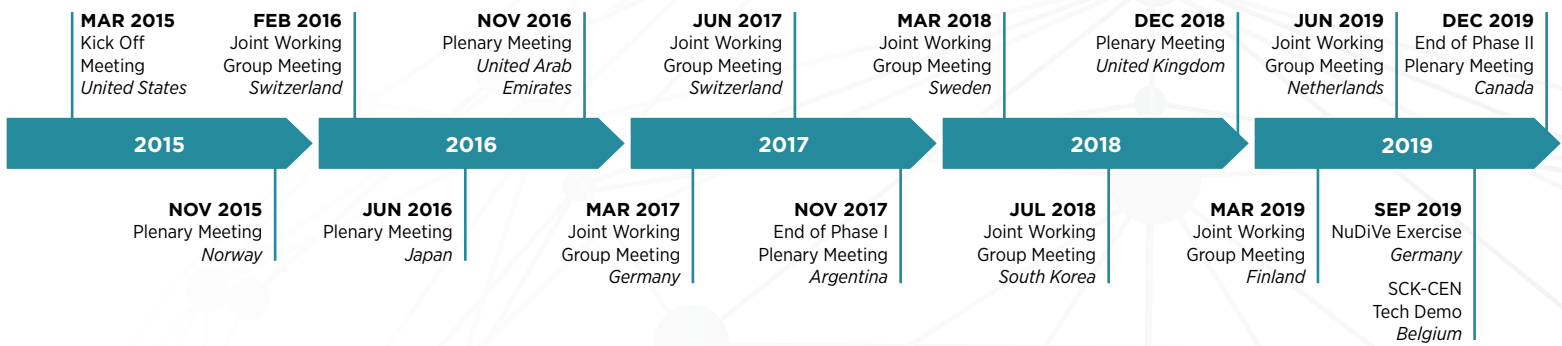 MAR 2015
Kick Off
Meeting
United States
FEB 2016
Joint Working
Group Meeting
Switzerland
NOV 2016
Plenary Meeting
United Arab
Emirates
JUN 2017
Joint Working
Group Meeting
Switzerland
MAR 2018
Joint Working
Group Meeting
Sweden
DEC 2018
Plenary Meeting
United Kingdom
JUN 2019
Joint Working
Group Meeting
Netherlands
DEC 2019
End of Phase II
Plenary Meeting
Canada
2015
2016
2017
2018
2019
NOV 2015
Plenary Meeting
Norway
JUN 2016
Plenary Meeting
Japan
MAR 2017
Joint Working
Group Meeting
Germany
NOV 2017
End of Phase I
Plenary Meeting
Argentina
JUL 2018
Joint Working
Group Meeting
South Korea
MAR 2019
Joint Working
Group Meeting
Finland
SEP 2019
NuDiVe Exercise
Germany
SCK-CEN
Tech Demo
Belgium